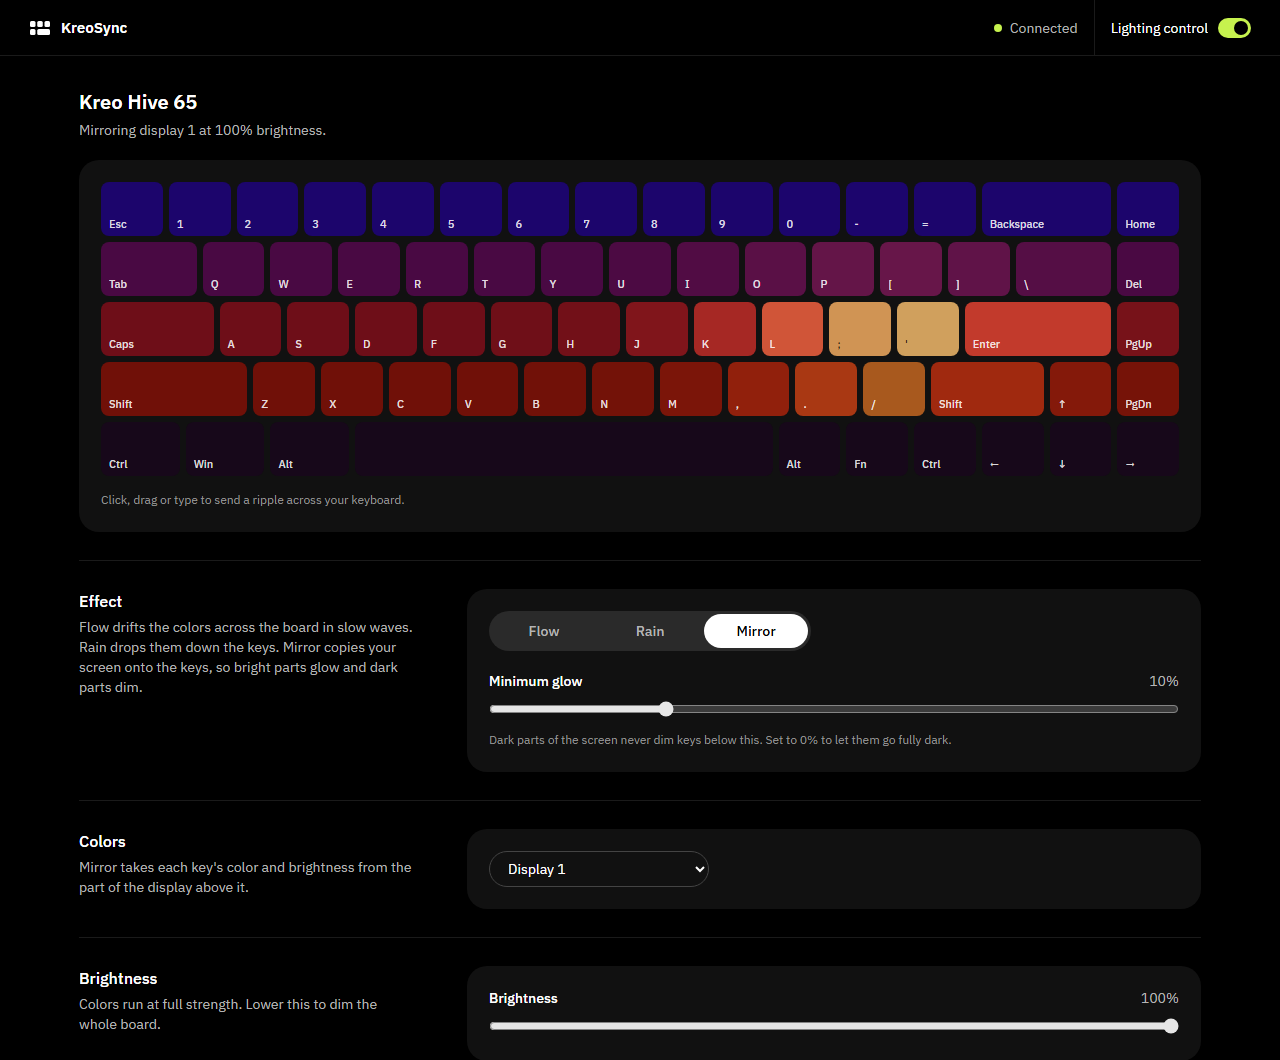 KreoSync
Connected
Lighting control
Kreo Hive 65
Mirroring display 1 at 100% brightness.
Esc 1 2 3 4 5 6 7 8 9 0 - = Backspace Home
Tab Q W E R T Y U I O P [ ] \ Del
Caps A S D F G H J K L ; ' Enter PgUp
Shift Z X C V B N M , . / Shift ↑ PgDn
Ctrl Win Alt Alt Fn Ctrl ← ↓ →
Click, drag or type to send a ripple across your keyboard.
Effect
Flow drifts the colors across the board in slow waves.
Rain drops them down the keys. Mirror copies your
screen onto the keys, so bright parts glow and dark
parts dim.
Flow Rain Mirror
Minimum glow 10%
Dark parts of the screen never dim keys below this. Set to 0% to let them go fully dark.
Colors
Mirror takes each key's color and brightness from the
part of the display above it.
Display 1
Brightness
Colors run at full strength. Lower this to dim the
whole board.
Brightness 100%